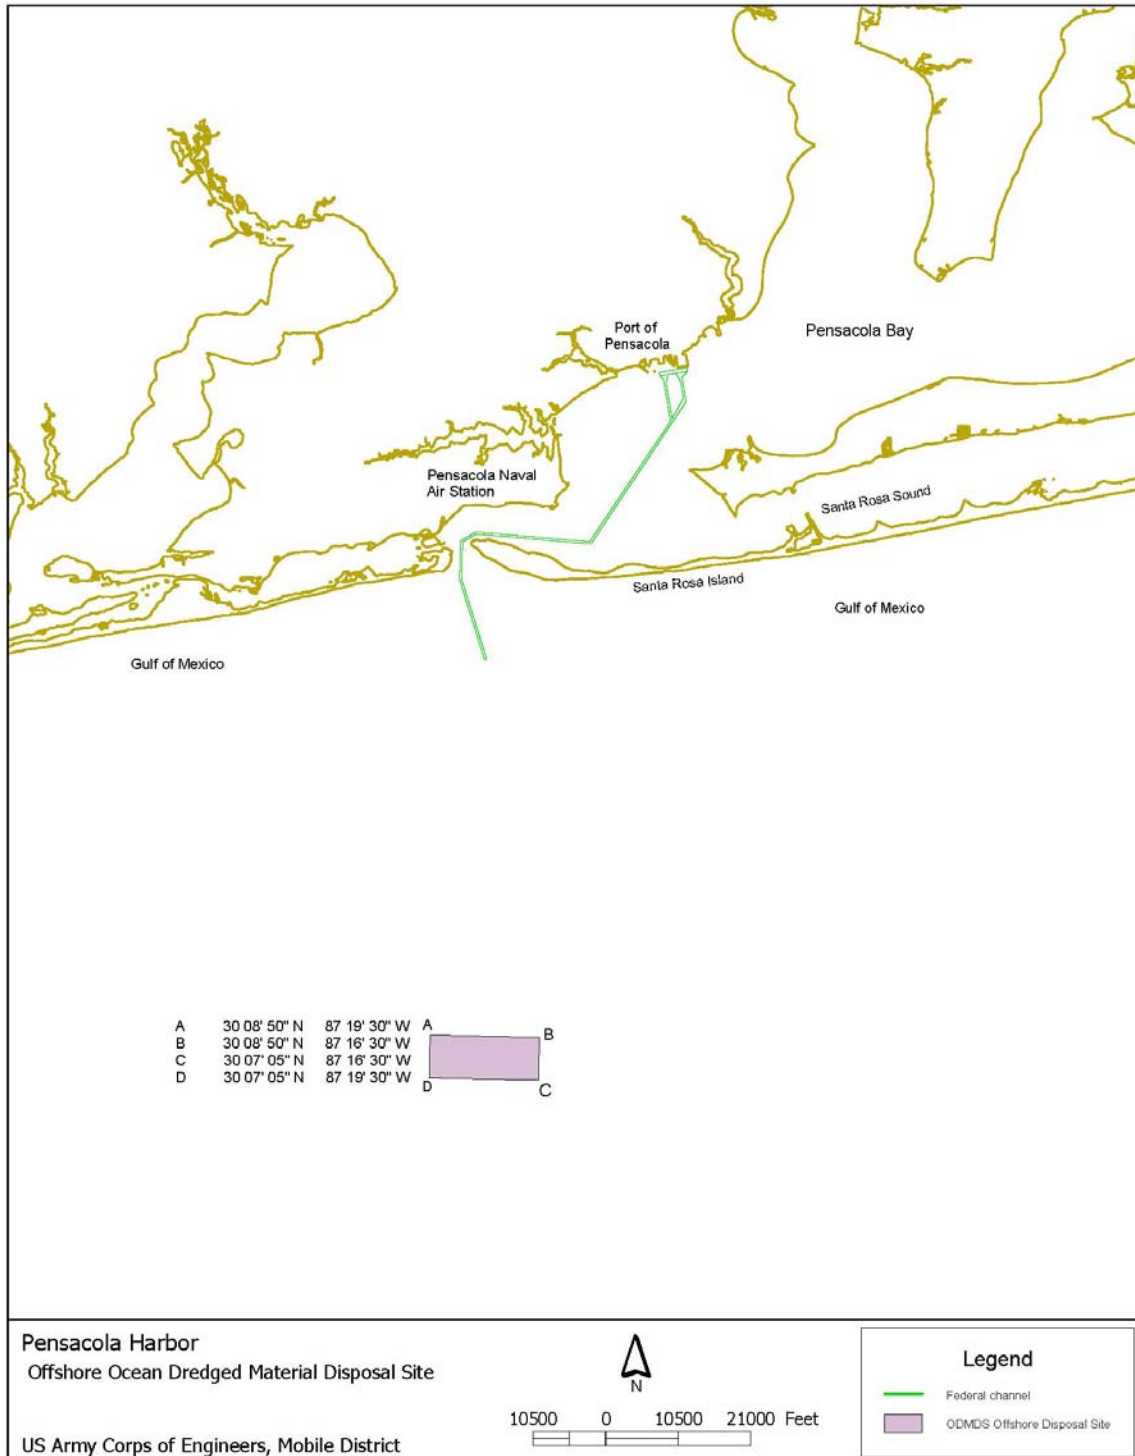 Port of
Pensacola
Pensacola Bay
Pensacola Naval
Air Station
Santa Rosa Sound
Santa Rosa Island
Gulf of Mexico
Gulf of Mexico
A 30 08' 50" N 87 19' 30" W A
B 30 08' 50" N 87 16' 30" W B
C 30 07' 05" N 87 16' 30" W
D 30 07' 05" N 87 19' 30" W D
C
Pensacola Harbor
Offshore Ocean Dredged Material Disposal Site
US Army Corps of Engineers, Mobile District
N
10500 0 10500 21000 Feet
Legend
Federal channel
ODMDS Offshore Disposal Site